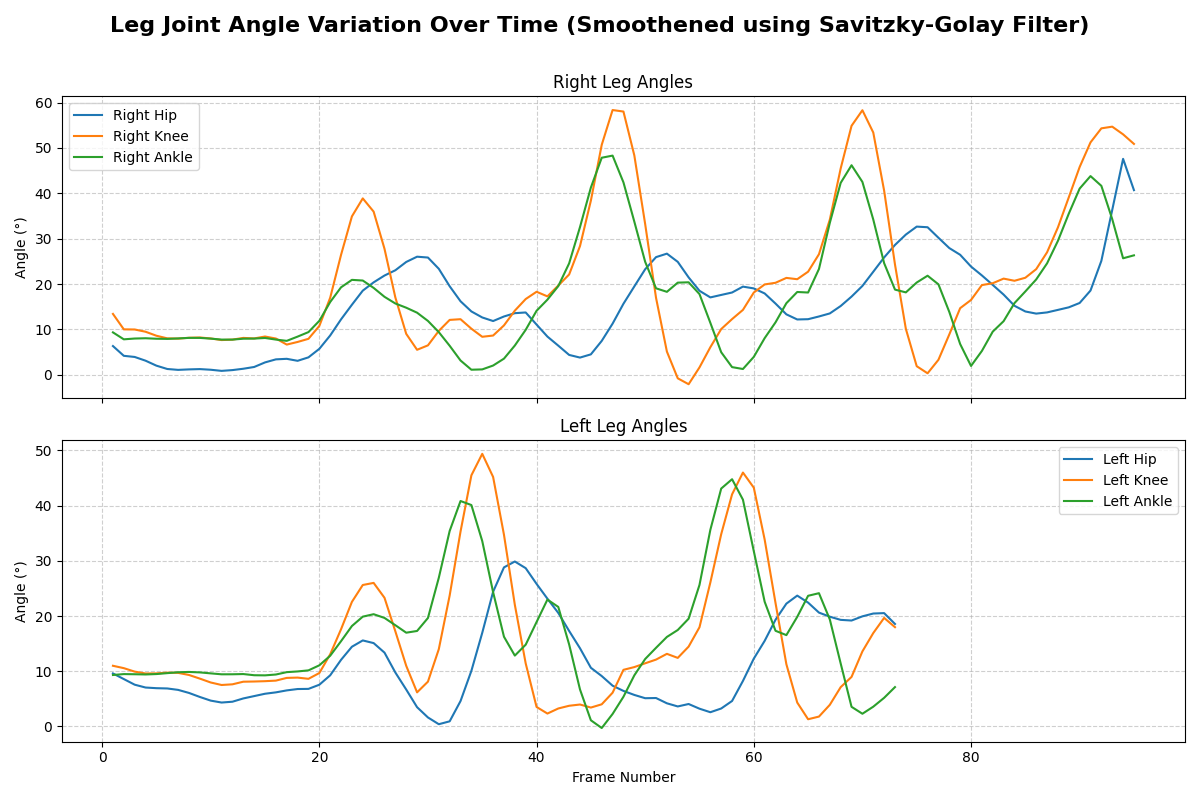 Leg Joint Angle Variation Over Time (Smoothened using Savitzky-Golay Filter)
Right Leg Angles
60
50
40
30
20
10
0
Angle (°)
Right Hip
Right Knee
Right Ankle
Left Leg Angles
50
40
30
20
10
0
Angle (°)
Left Hip
Left Knee
Left Ankle
0 20 40 60 80
Frame Number